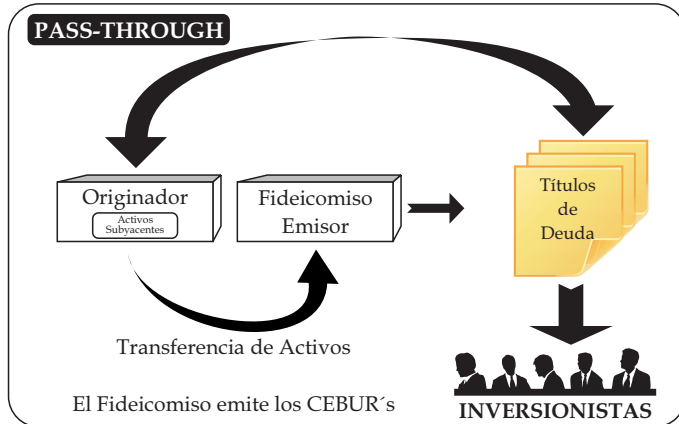 PASS-THROUGH
Originador
Activos
Subyacentes
Fideicomiso
Emisor
Títulos
de
Deuda
Transferencia de Activos
El Fideicomiso emite los CEBUR´s
INVERSIONISTAS